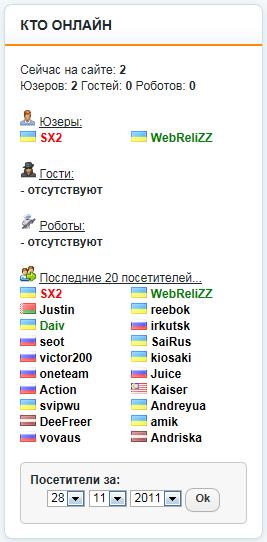 КТО ОНЛАЙН
Сейчас на сайте: 2
Юзеров: 2 Гостей: 0 Роботов: 0
Юзеры:
SX2 WebReliZZ
Гости:
- отсутствуют
Роботы:
- отсутствуют
Последние 20 посетителей...
SX2 WebReliZZ
Justin reebok
Daiv irkutsk
seot SaiRus
victor200 kiosaki
oneteam Juice
Action Kaiser
svipwu Andreyua
DeeFreer amik
vovaus Andriska
Посетители за:
28 11 2011 Ok